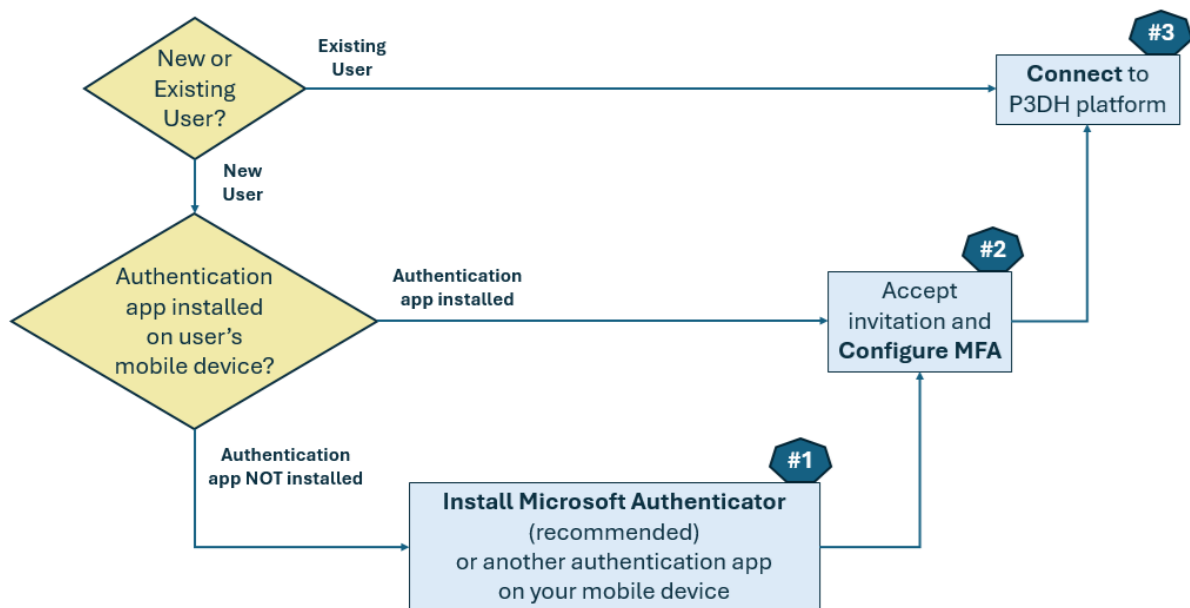 New or
Existing
User?
Existing
User
#3
Connect to
P3DH platform
New
User
Authentication
app installed
on user's
mobile device?
Authentication
app installed
#2
Accept
invitation and
Configure MFA
Authentication
app NOT installed
#1
Install Microsoft Authenticator
(recommended)
or another authentication app
on your mobile device